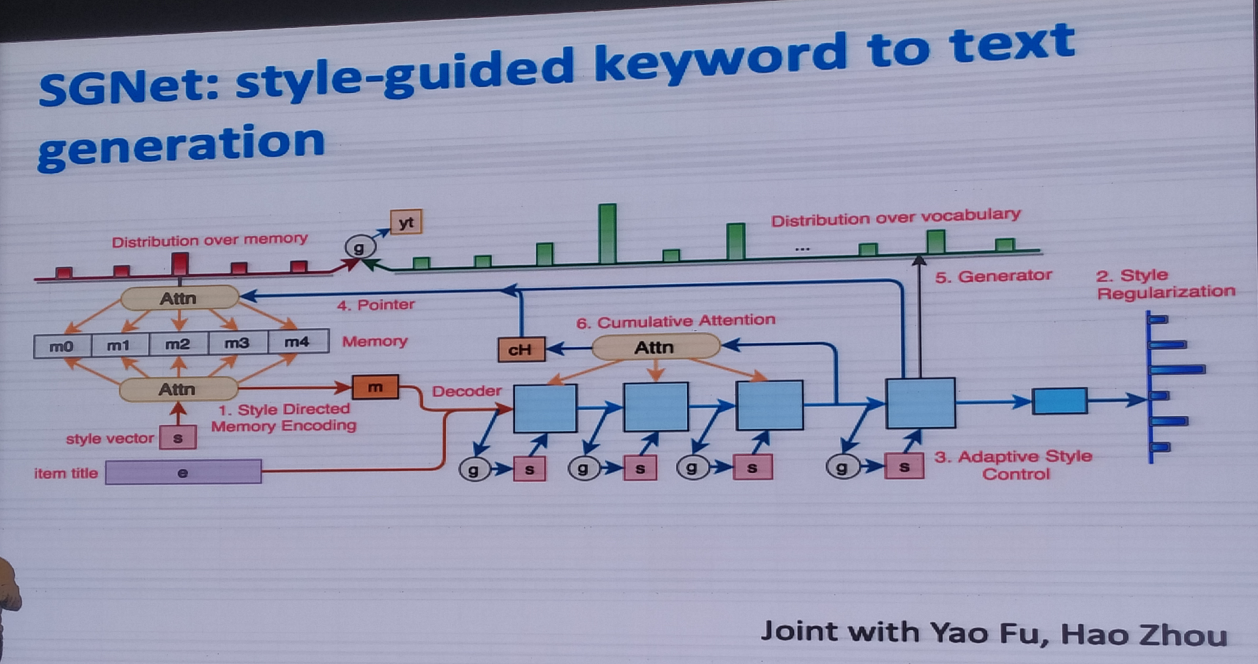 SGNet: style-guided keyword to text
generation
yt
Distribution over memory
g
Distribution over vocabulary
...
5. Generator
2. Style
Regularization
Attn
4. Pointer
6. Cumulative Attention
m0 m1 m2 m3 m4
Memory
cH
Attn
Attn
m
Decoder
1. Style Directed
Memory Encoding
style vector
s
item title
e
g s g s g s g s
3. Adaptive Style
Control
Joint with Yao Fu, Hao Zhou